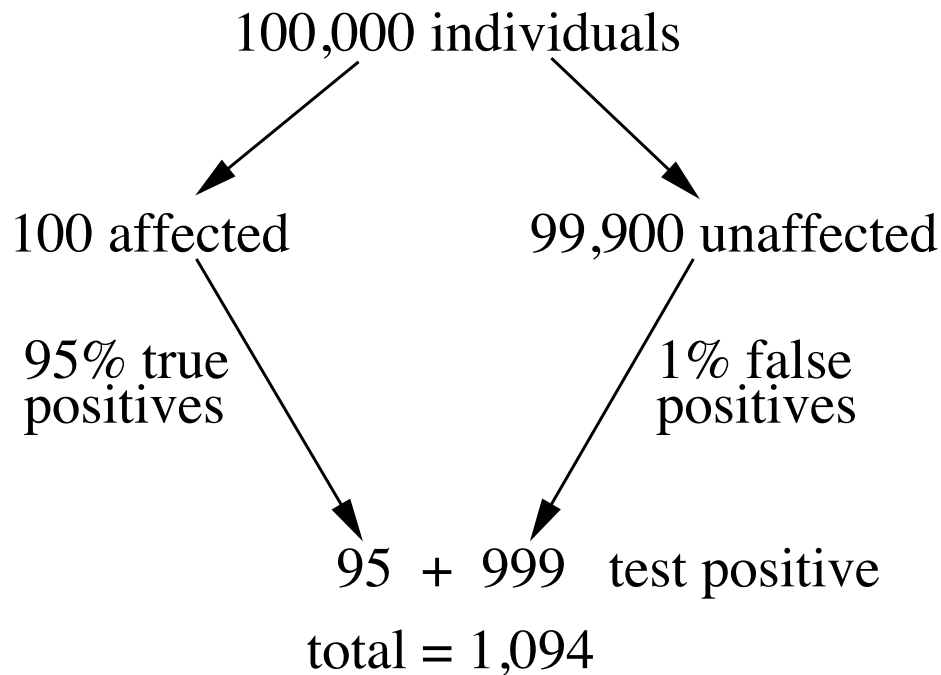 100,000 individuals
100 affected
99,900 unaffected
95% true
positives
1% false
positives
95 + 999 test positive
total = 1,094